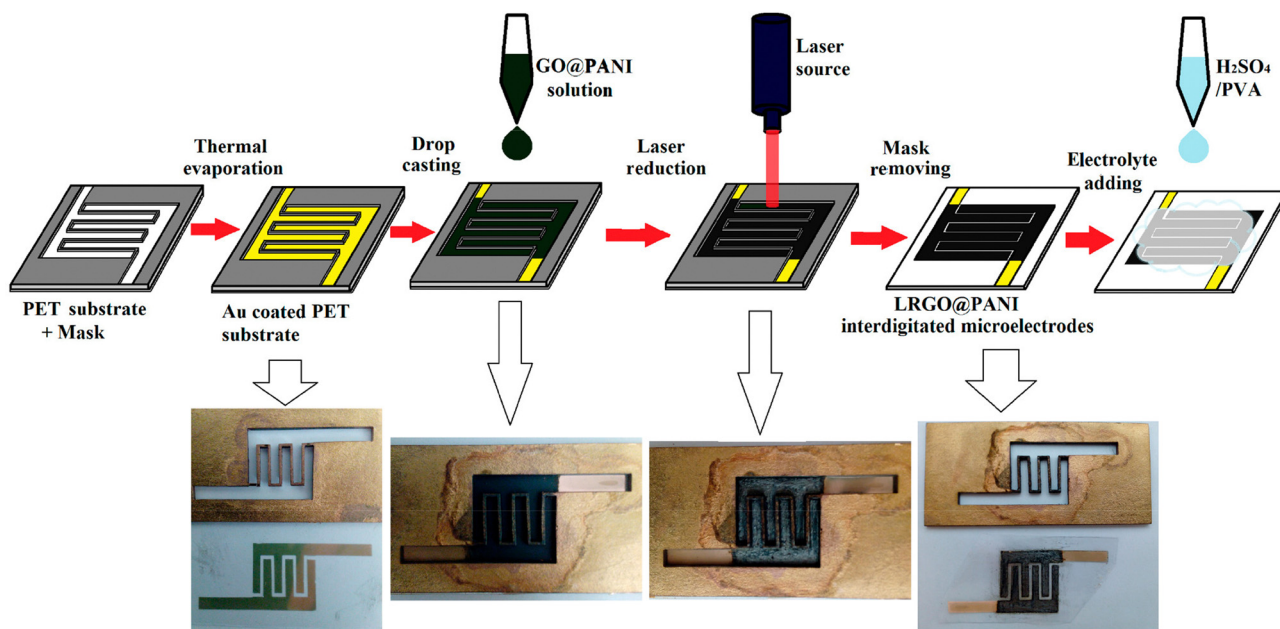 GO@PANI
solution
Laser
source
H₂SO₄
/PVA
Thermal
evaporation
Drop
casting
Laser reduction
Mask
removing
Electrolyte
adding
PET substrate
+ Mask
Au coated PET
substrate
LRGO@PANI
interdigitated microelectrodes